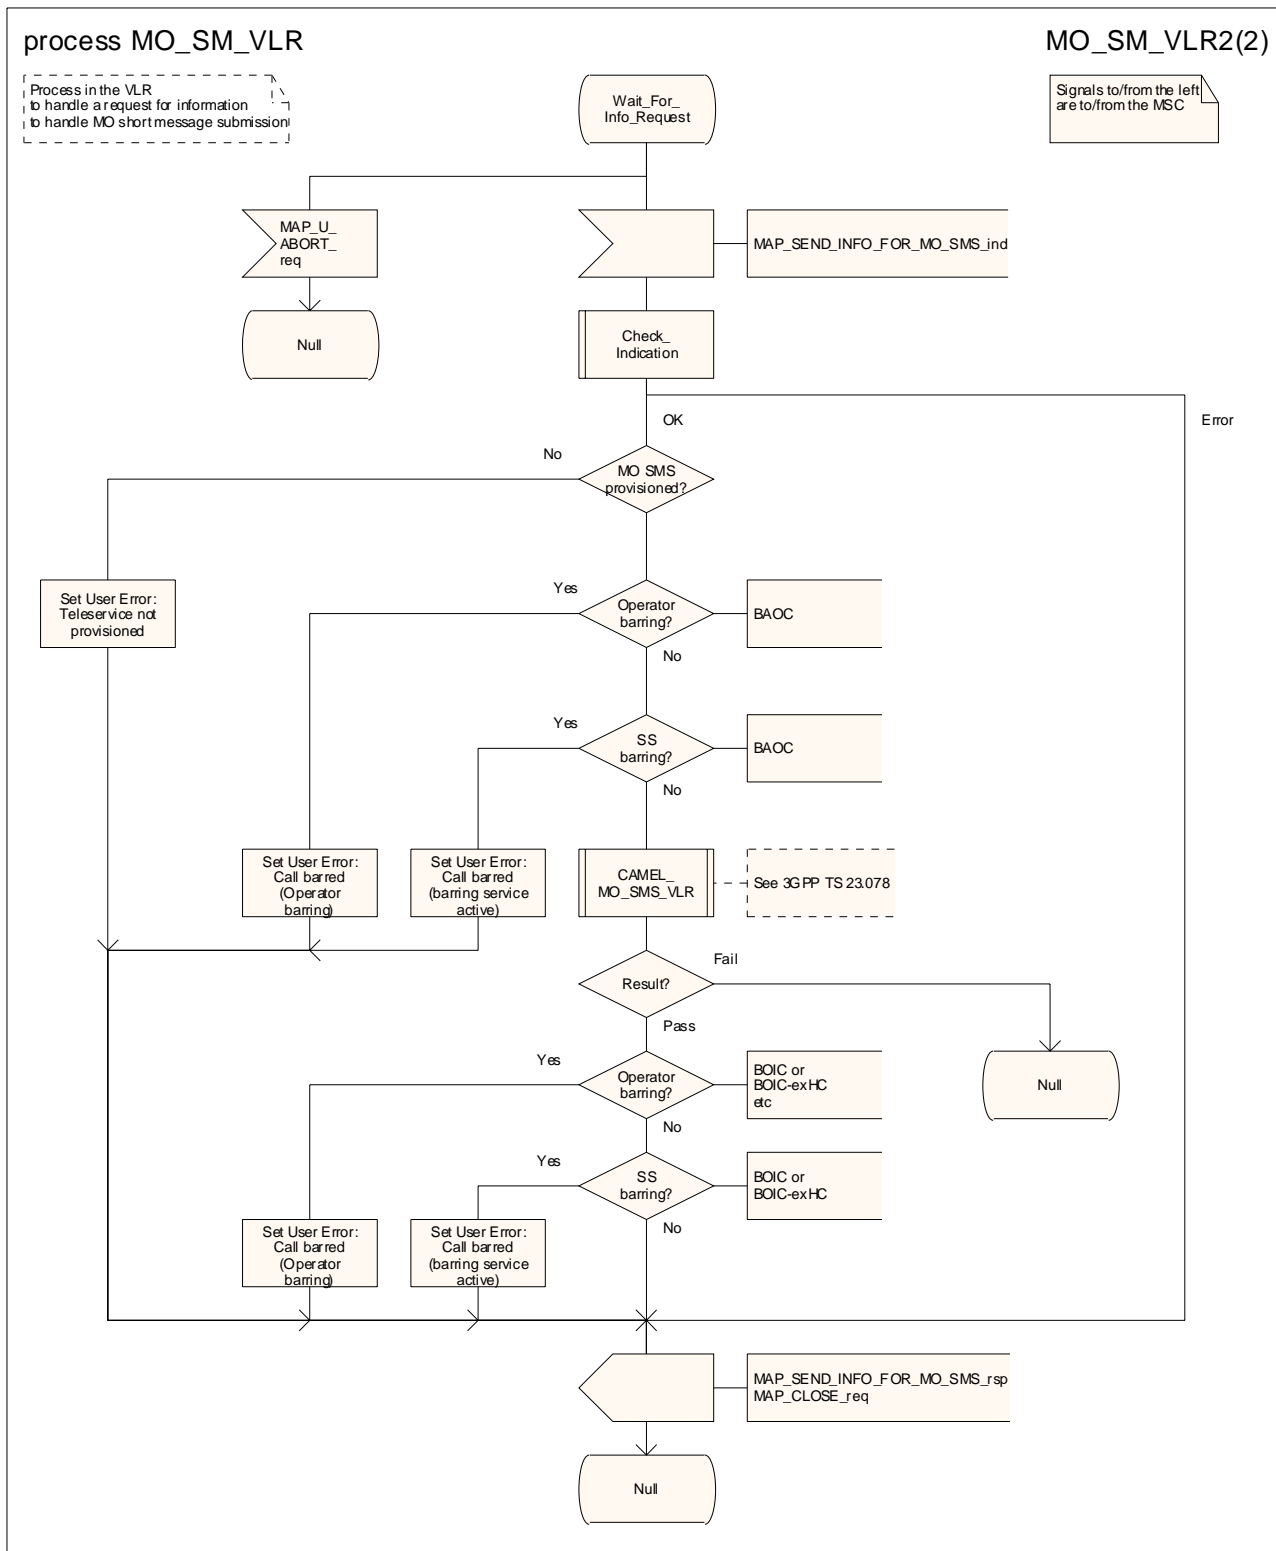 process MO_SM_VLR
MO_SM_VLR2(2)
Process in the VLR
to handle a request for information
to handle MO short message submission
Wait_For_
Info_Request
Signals to/from the left
are to/from the MSC
MAP_U_
ABORT_
req
MAP_SEND_INFO_FOR_MO_SMS_ind
Null
Check_
Indication
OK
Error
No
MO SMS
provisioned?
Set User Error:
Teleservice not
provisioned
Yes
Operator
barring?
BAOC
No
Yes
SS
barring?
BAOC
No
Set User Error:
Call barred
(Operator
barring)
Set User Error:
Call barred
(barring service
active)
CAMEL_
MO_SMS_VLR
See 3GPP TS 23.078
Result?
Fail
Pass
Yes
Operator
barring?
BOIC or
BOIC-exHC
etc
Null
No
Yes
SS
barring?
BOIC or
BOIC-exHC
No
Set User Error:
Call barred
(Operator
barring)
Set User Error:
Call barred
(barring service
active)
MAP_SEND_INFO_FOR_MO_SMS_rsp
MAP_CLOSE_req
Null